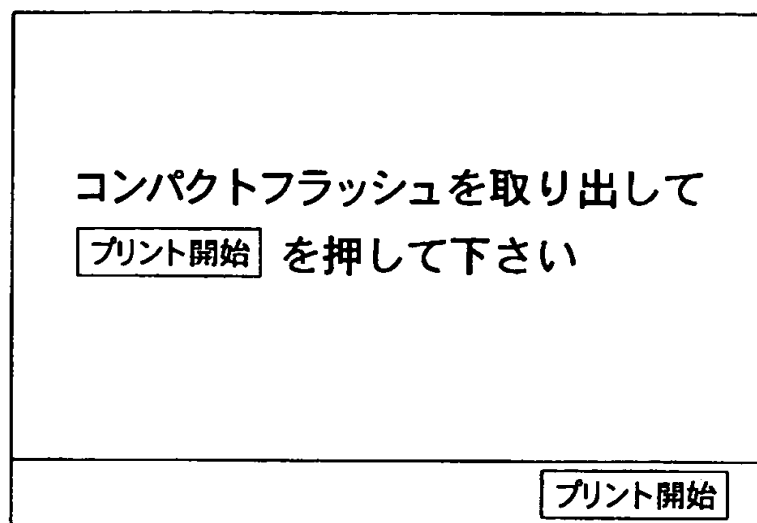 コンパクトフラッシュを取り出して
プリント開始 を押して下さい
プリント開始